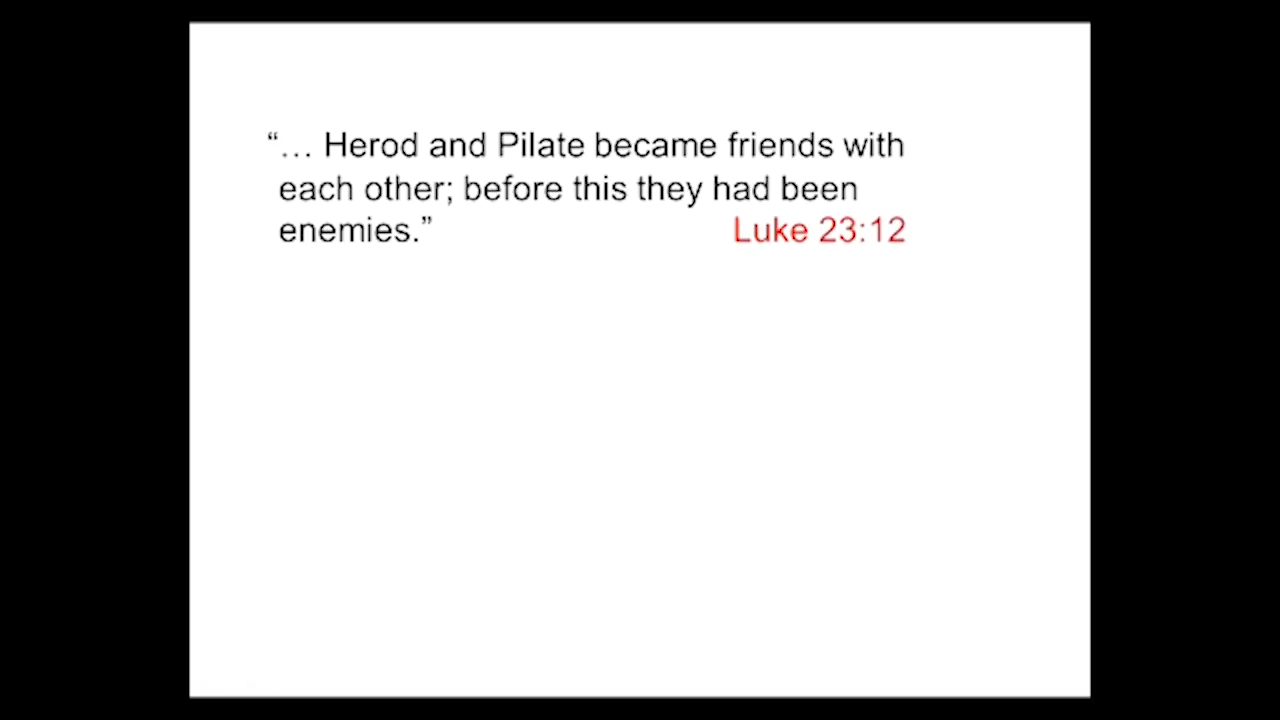 “… Herod and Pilate became friends with
each other; before this they had been
enemies.” Luke 23:12